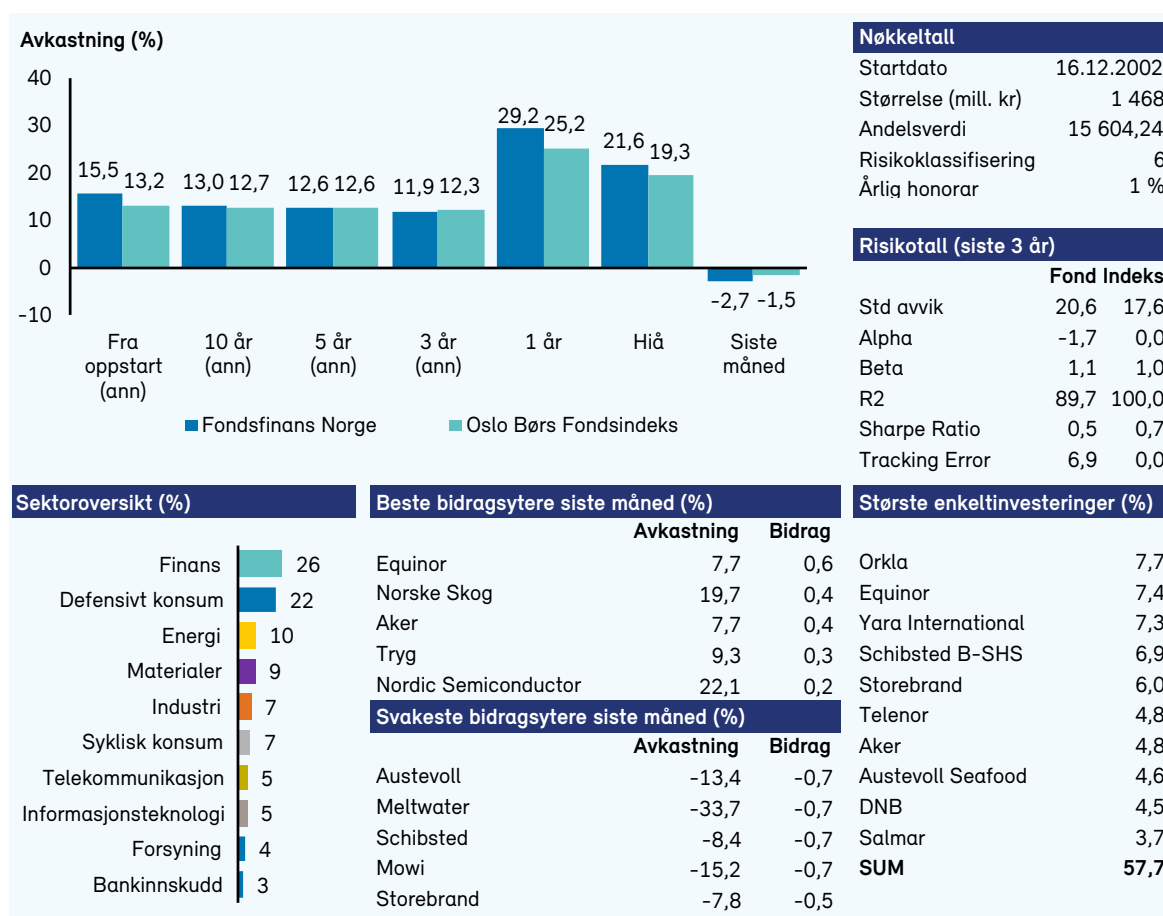 Avkastning (%)
40
30
20
10
0
-10
15,5 13,2 13,0 12,7 12,6 12,6 11,9 12,3 29,2 25,2 21,6 19,3 -2,7 -1,5
Fra oppstart (ann)
10 år (ann)
5 år (ann)
3 år (ann)
1 år
Hiå
Siste måned
Fondsfinans Norge Oslo Børs Fondsindeks
Nøkkeltall
Startdato 16.12.2002
Størrelse (mill. kr) 1 468
Andelsverdi 15 604,24
Risikoklassifisering 6
Årlig honorar 1 %
Risikotall (siste 3 år)
Fond Indeks
Std avvik 20,6 17,6
Alpha -1,7 0,0
Beta 1,1 1,0
R2 89,7 100,0
Sharpe Ratio 0,5 0,7
Tracking Error 6,9 0,0
Sektoroversikt (%)
Finans 26
Defensivt konsum 22
Energi 10
Materialer 9
Industri 7
Syklisk konsum 7
Telekommunikasjon 5
Informasjonsteknologi 5
Forsyning 4
Bankinnskudd 3
Beste bidragsytere siste måned (%)
Avkastning Bidrag
Equinor 7,7 0,6
Norske Skog 19,7 0,4
Aker 7,7 0,4
Tryg 9,3 0,3
Nordic Semiconductor 22,1 0,2
Svakeste bidragsytere siste måned (%)
Avkastning Bidrag
Austevoll -13,4 -0,7
Meltwater -33,7 -0,7
Schibsted -8,4 -0,7
Mowi -15,2 -0,7
Storebrand -7,8 -0,5
Største enkeltinvesteringer (%)
Orkla 7,7
Equinor 7,4
Yara International 7,3
Schibsted B-SHS 6,9
Storebrand 6,0
Telenor 4,8
Aker 4,8
Austevoll Seafood 4,6
DNB 4,5
Salmar 3,7
SUM 57,7